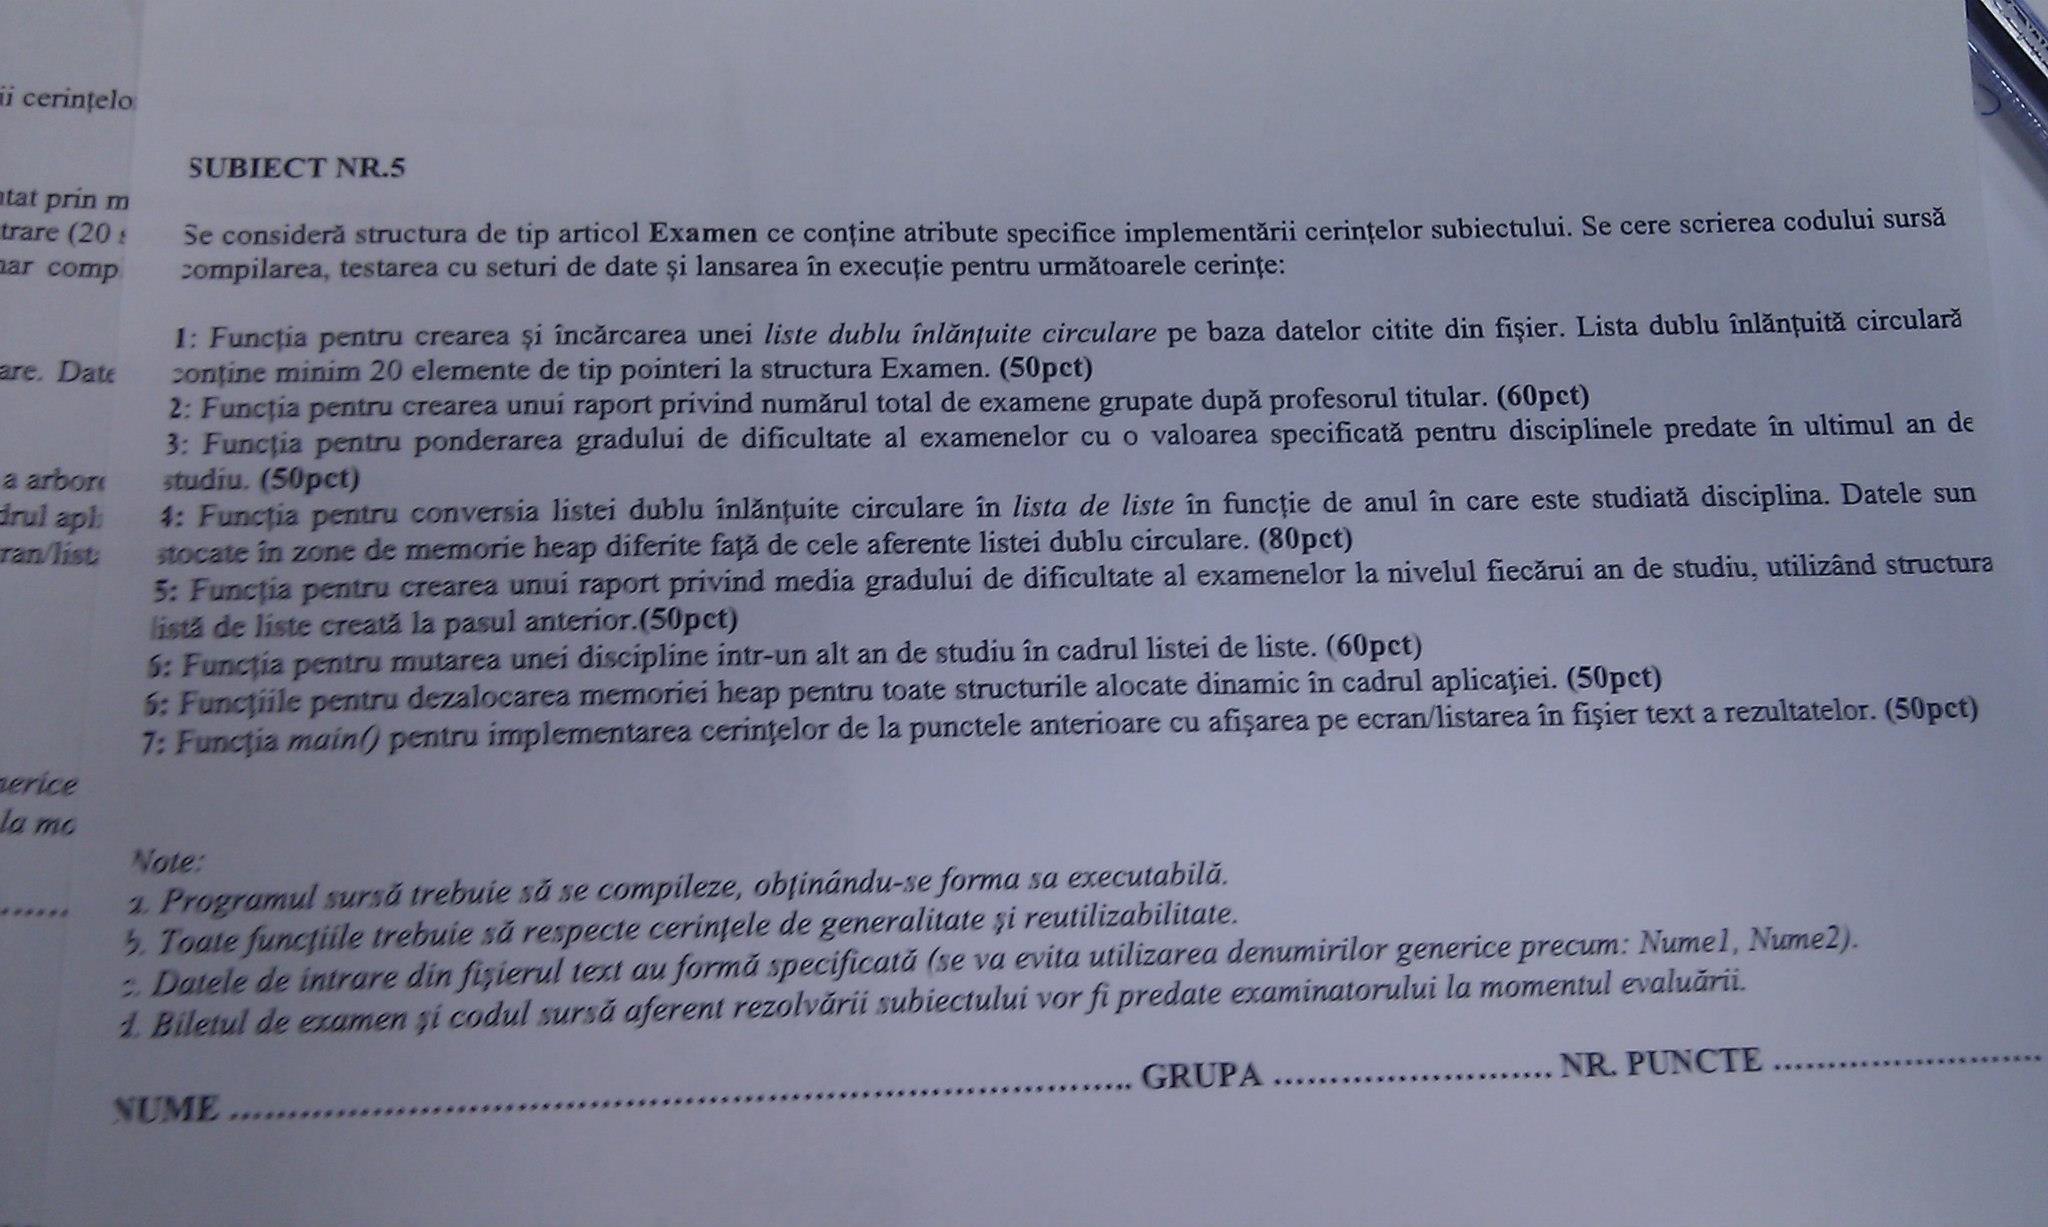 ii cerințelo
SUBIECT NR.5
ntat prin m
trare (20 s
nar comp
Se consideră structura de tip articol Examen ce conține atribute specifice implementării cerințelor subiectului. Se cere scrierea codului sursă
compilarea, testarea cu seturi de date și lansarea în execuție pentru următoarele cerințe:
1: Funcția pentru crearea și încărcarea unei liste dublu înlănțuite circulare pe baza datelor citite din fișier. Lista dublu înlănțuită circulară
are. Date
conține minim 20 elemente de tip pointeri la structura Examen. (50pct)
2: Funcția pentru crearea unui raport privind numărul total de examene grupate după profesorul titular. (60pct)
3: Funcția pentru ponderarea gradului de dificultate al examenelor cu o valoarea specificată pentru disciplinele predate în ultimul an de
a arbore
studiu. (50pct)
drul apli
4: Funcția pentru conversia listei dublu înlănțuite circulare în lista de liste în funcție de anul în care este studiată disciplina. Datele sun
ran/lista
stocate în zone de memorie heap diferite față de cele aferente listei dublu circulare. (80pct)
5: Funcția pentru crearea unui raport privind media gradului de dificultate al examenelor la nivelul fiecărui an de studiu, utilizând structura
listă de liste creată la pasul anterior.(50pct)
6: Funcția pentru mutarea unei discipline intr-un alt an de studiu în cadrul listei de liste. (60pct)
6: Funcțiile pentru dezalocarea memoriei heap pentru toate structurile alocate dinamic în cadrul aplicației. (50pct)
7: Funcția main() pentru implementarea cerințelor de la punctele anterioare cu afișarea pe ecran/listarea în fișier text a rezultatelor. (50pct)
nerice
la mo
Note:
a. Programul sursă trebuie să se compileze, obținându-se forma sa executabilă.
b. Toate funcțiile trebuie să respecte cerințele de generalitate și reutilizabilitate.
c. Datele de intrare din fișierul text au formă specificată (se va evita utilizarea denumirilor generice precum: Nume1, Nume2).
d. Biletul de examen și codul sursă aferent rezolvării subiectului vor fi predate examinatorului la momentul evaluării.
NUME .......................................................................... GRUPA .......................... NR. PUNCTE .........................